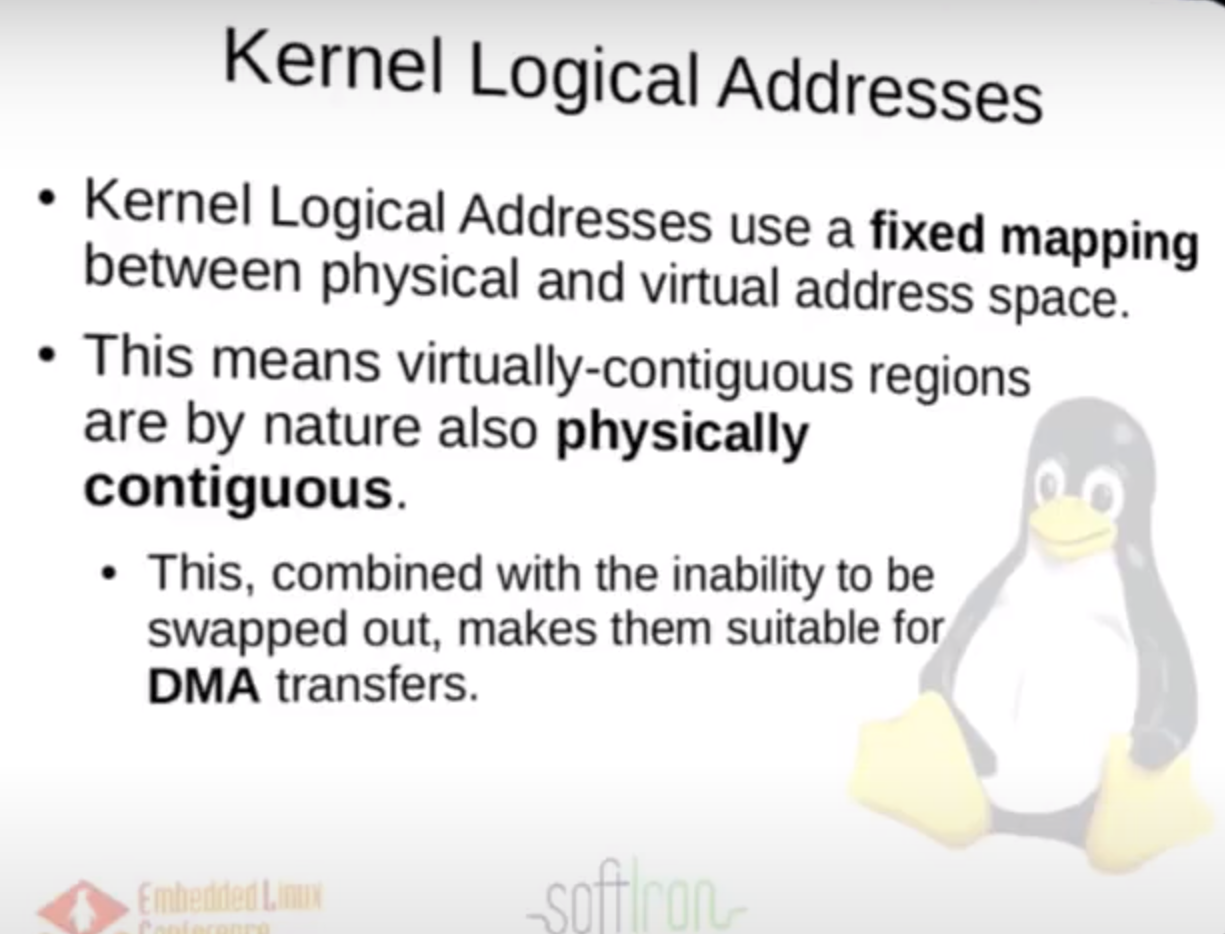 Kernel Logical Addresses
• Kernel Logical Addresses use a fixed mapping
between physical and virtual address space.
• This means virtually-contiguous regions
are by nature also physically
contiguous.
• This, combined with the inability to be
swapped out, makes them suitable for
DMA transfers.
Embedded Linux
Conference
softIron